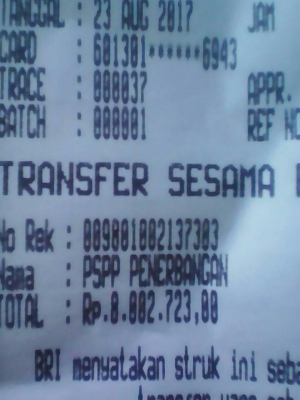 TANGGAL : 23 AUG 2017 JAM
CARD : 601301******6943
TRACE : 000037 APPR.
BATCH : 000001 REF NO
TRANSFER SESAMA
No Rek : 009801002137303
Nama : PSPP PENERBANGAN
TOTAL : Rp.8.002.723,00
BRI menyatakan struk ini seba